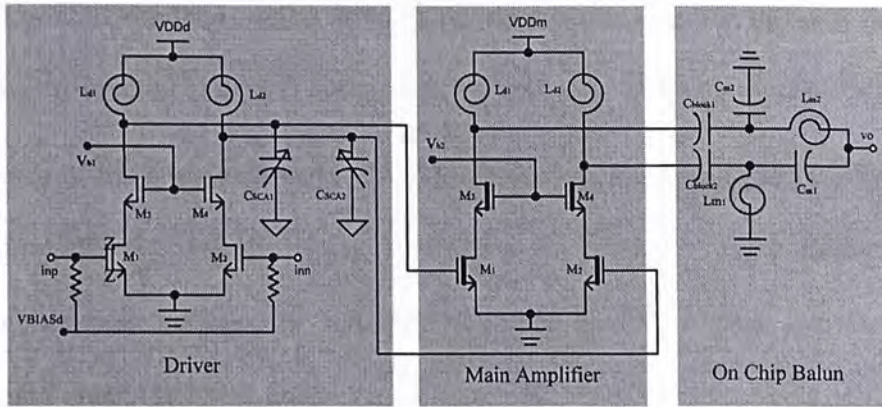 VDDd
Ld1
Ld2
Vb1
M3
M4
CSCA1
CSCA2
inp
M1
M2
inn
VBIASd
Driver
VDDm
Ld1
Ld2
Vb2
M3
M4
M1
M2
Main Amplifier
Cm2
Cblock1
Lm2
vo
Cblock2
Cm1
Lm1
On Chip Balun